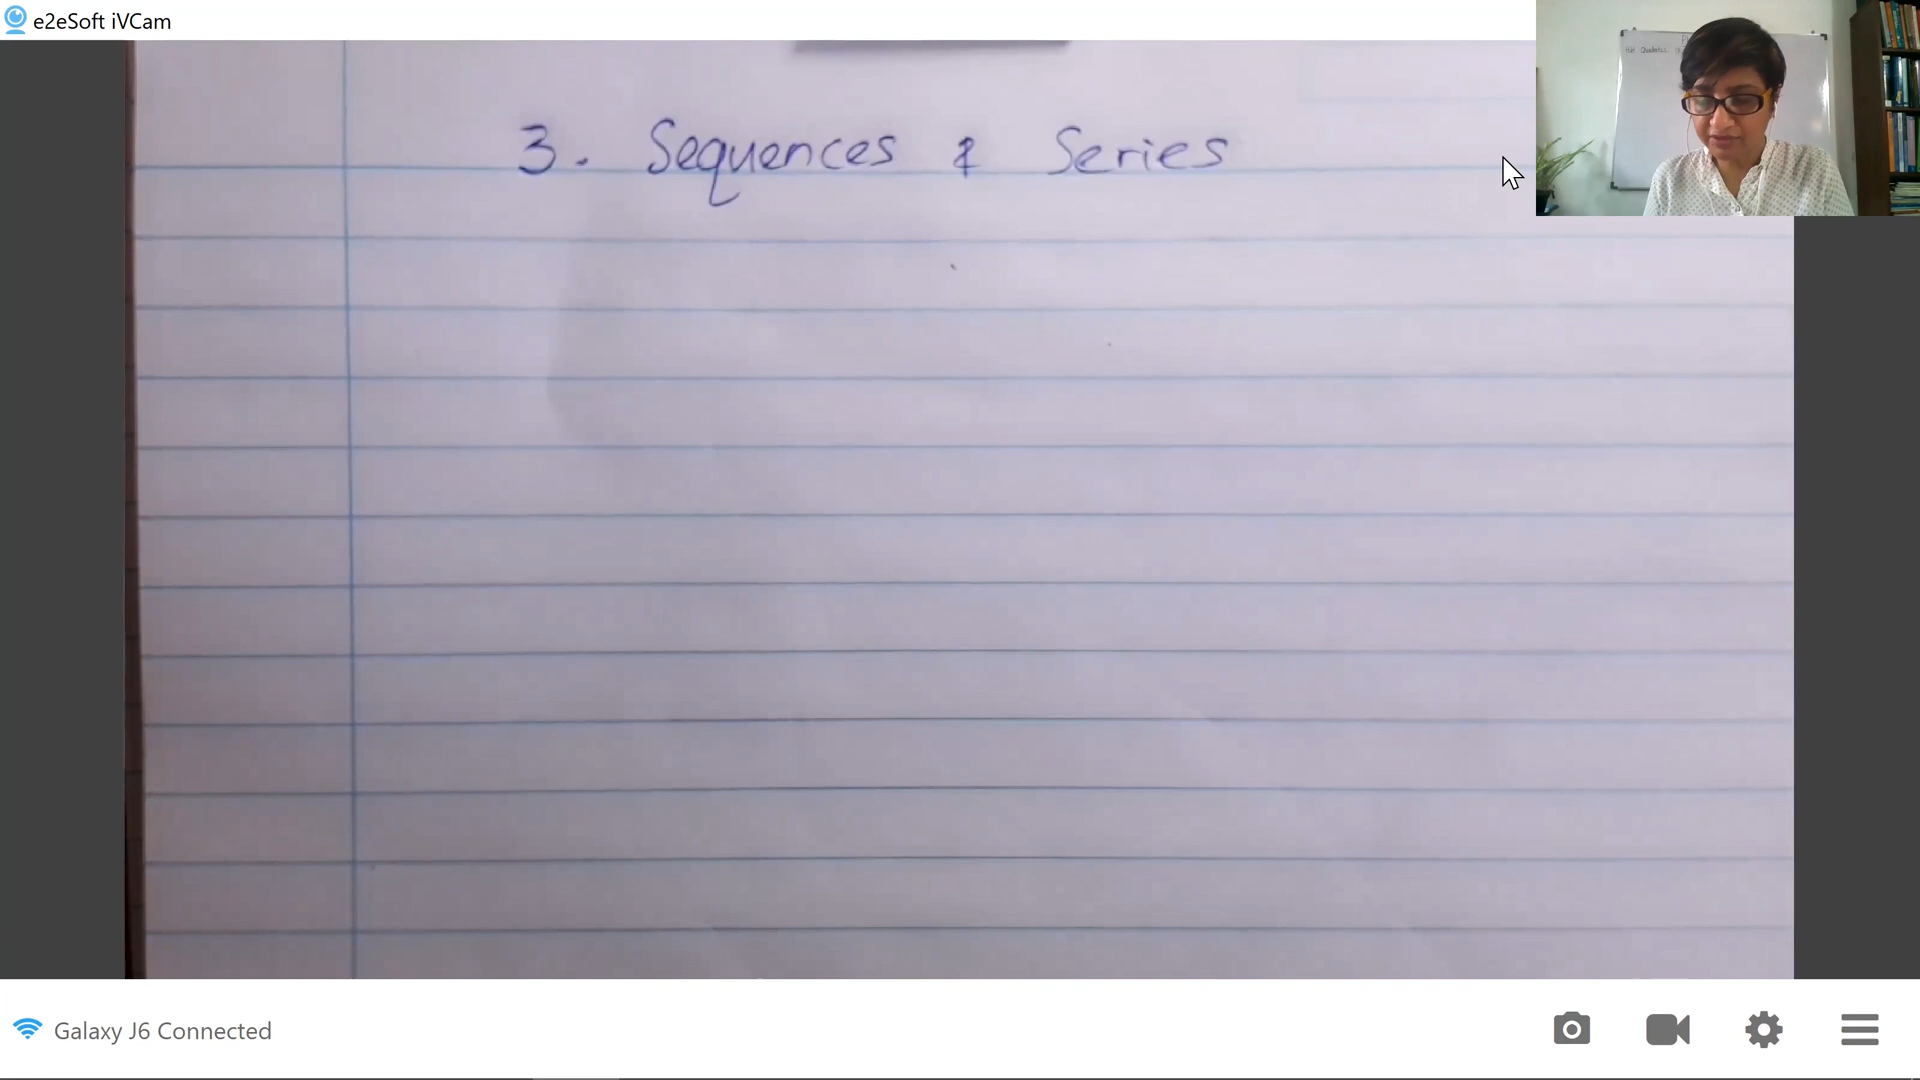 e2eSoft iVCam
3. Sequences & Series
Galaxy J6 Connected